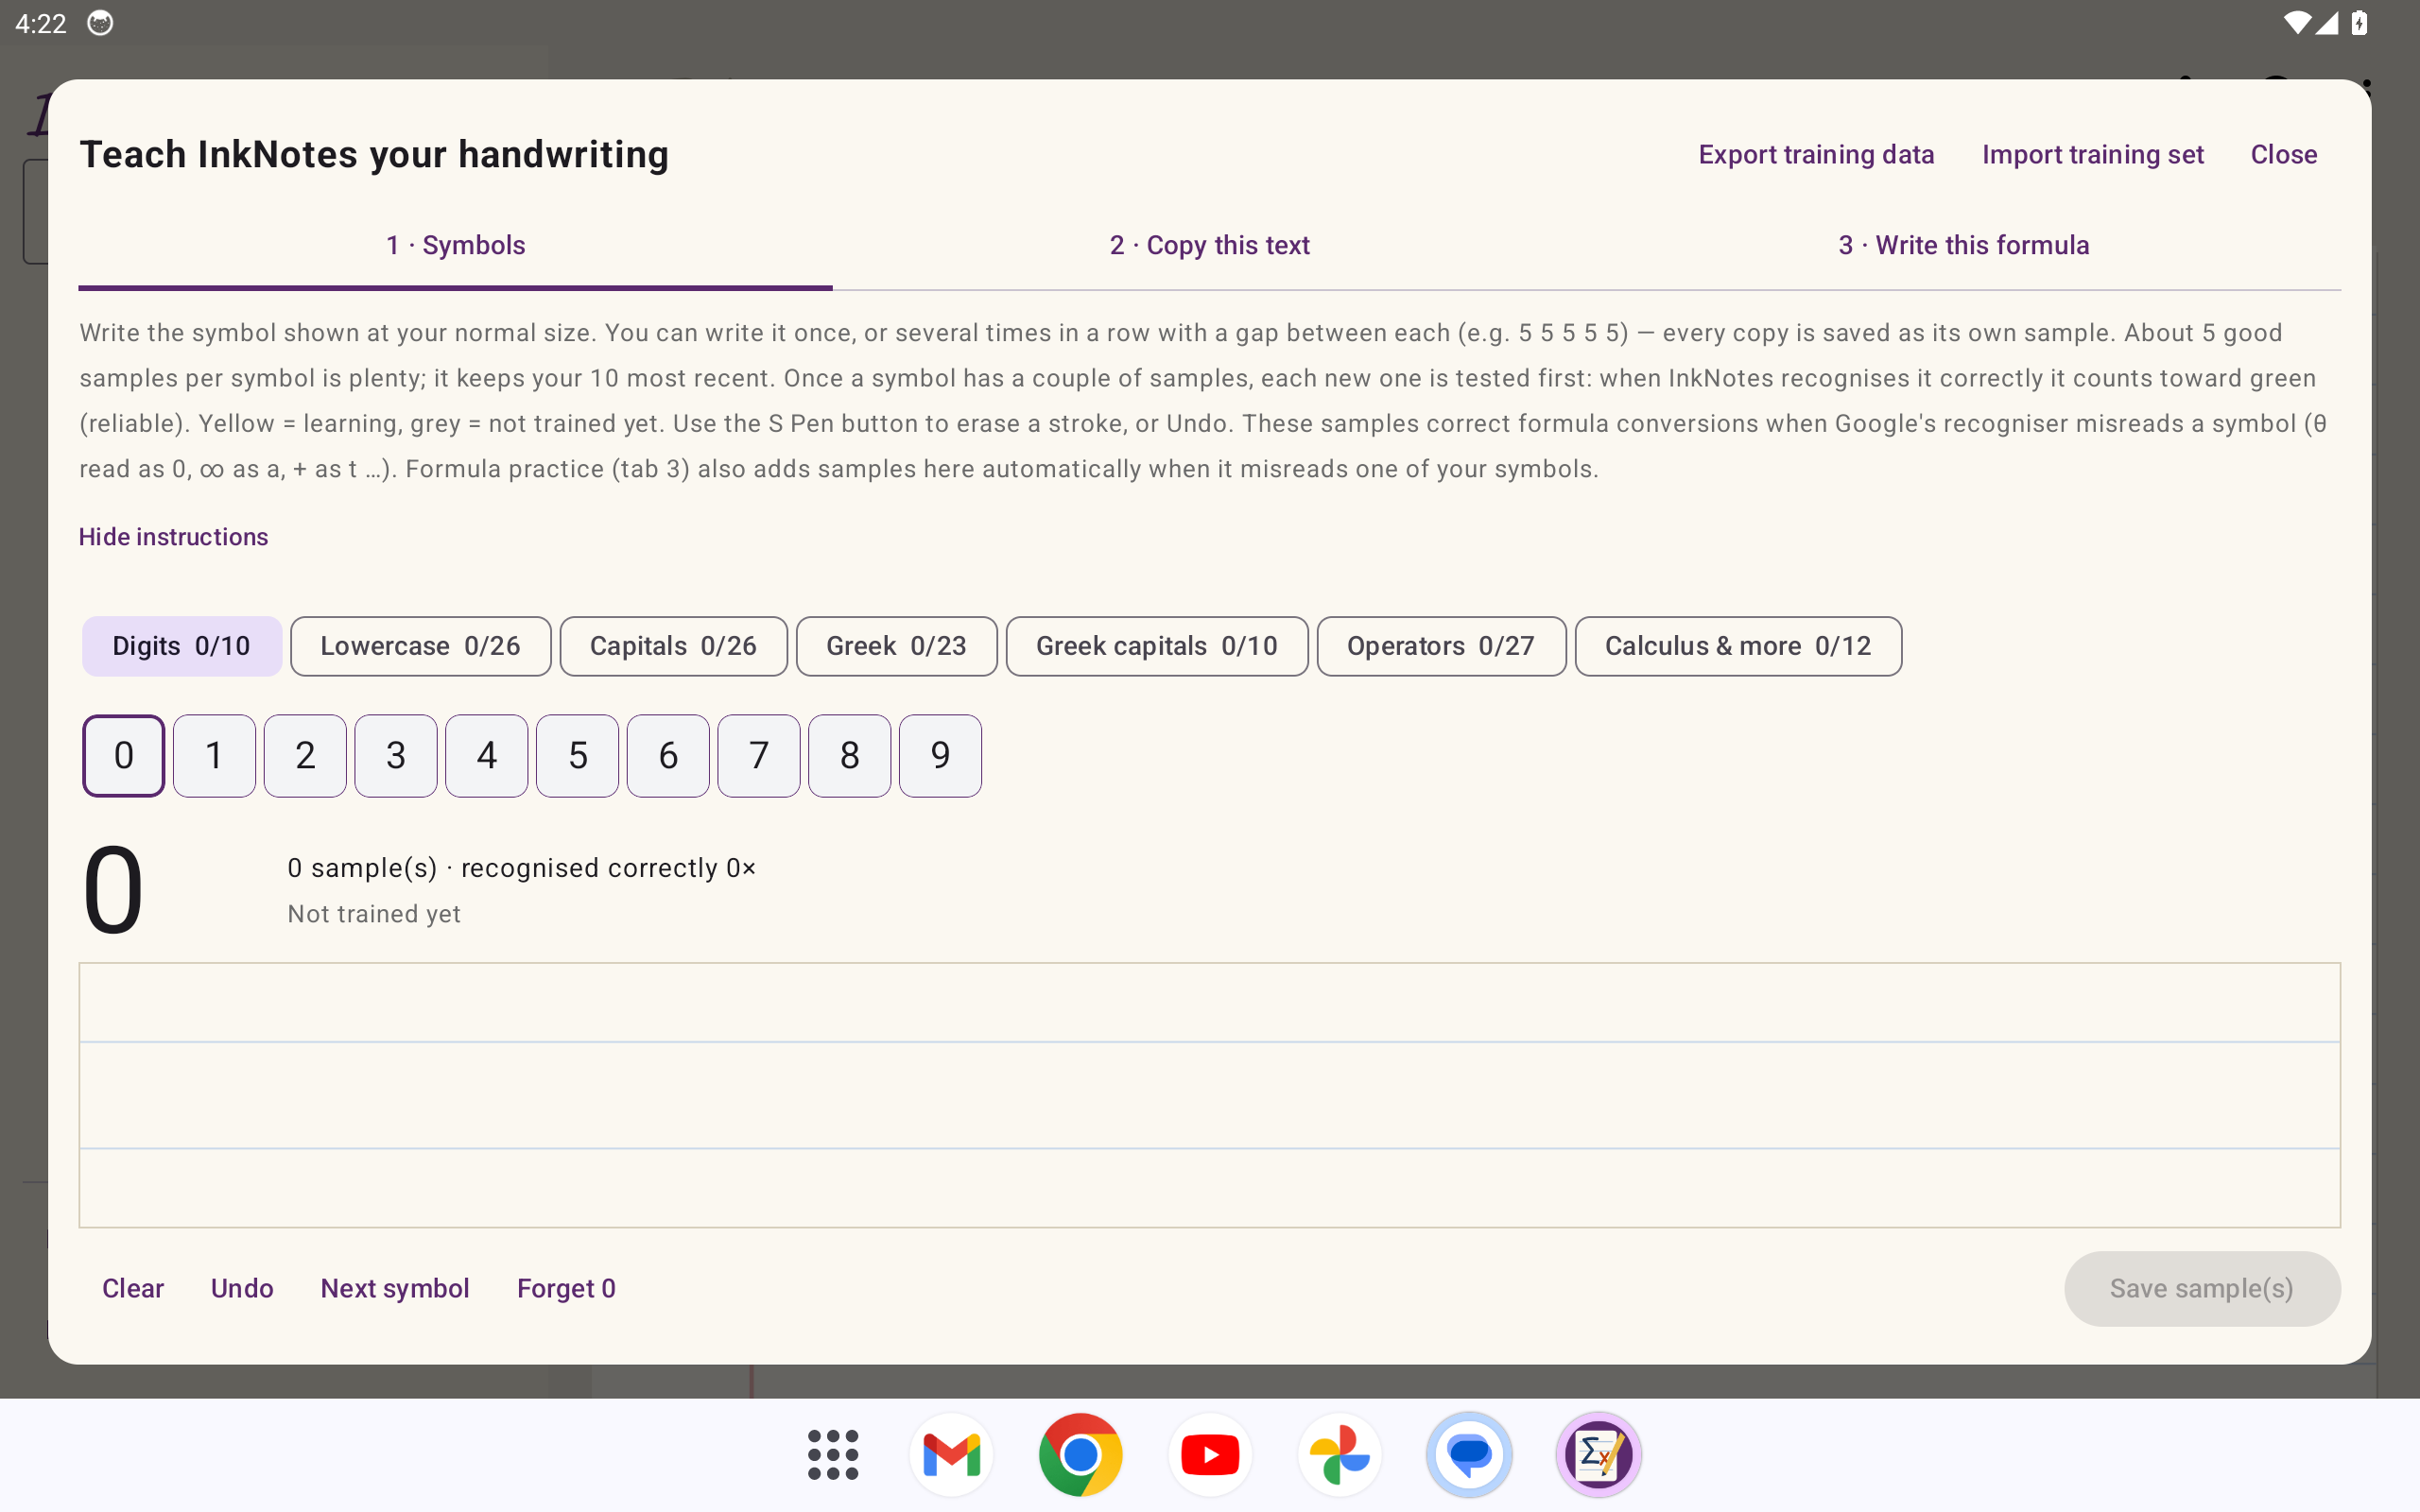 4:22
Teach InkNotes your handwriting
Export training data
Import training set
Close
1 · Symbols
2 · Copy this text
3 · Write this formula
Write the symbol shown at your normal size. You can write it once, or several times in a row with a gap between each (e.g. 5 5 5 5 5) — every copy is saved as its own sample. About 5 good
samples per symbol is plenty; it keeps your 10 most recent. Once a symbol has a couple of samples, each new one is tested first: when InkNotes recognises it correctly it counts toward green
(reliable). Yellow = learning, grey = not trained yet. Use the S Pen button to erase a stroke, or Undo. These samples correct formula conversions when Google's recogniser misreads a symbol (θ
read as 0, ∞ as a, + as t …). Formula practice (tab 3) also adds samples here automatically when it misreads one of your symbols.
Hide instructions
Digits 0/10
Lowercase 0/26
Capitals 0/26
Greek 0/23
Greek capitals 0/10
Operators 0/27
Calculus & more 0/12
0 1 2 3 4 5 6 7 8 9
0
0 sample(s) · recognised correctly 0×
Not trained yet
Clear
Undo
Next symbol
Forget 0
Save sample(s)